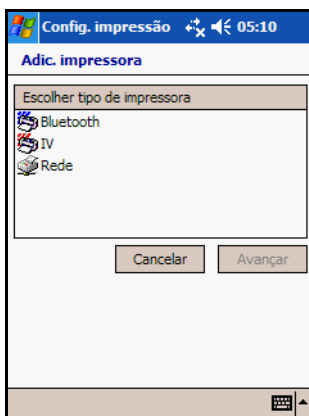 Config. impressão 05:10
Adic. impressora
Escolher tipo de impressora
Bluetooth
IV
Rede
Cancelar Avançar